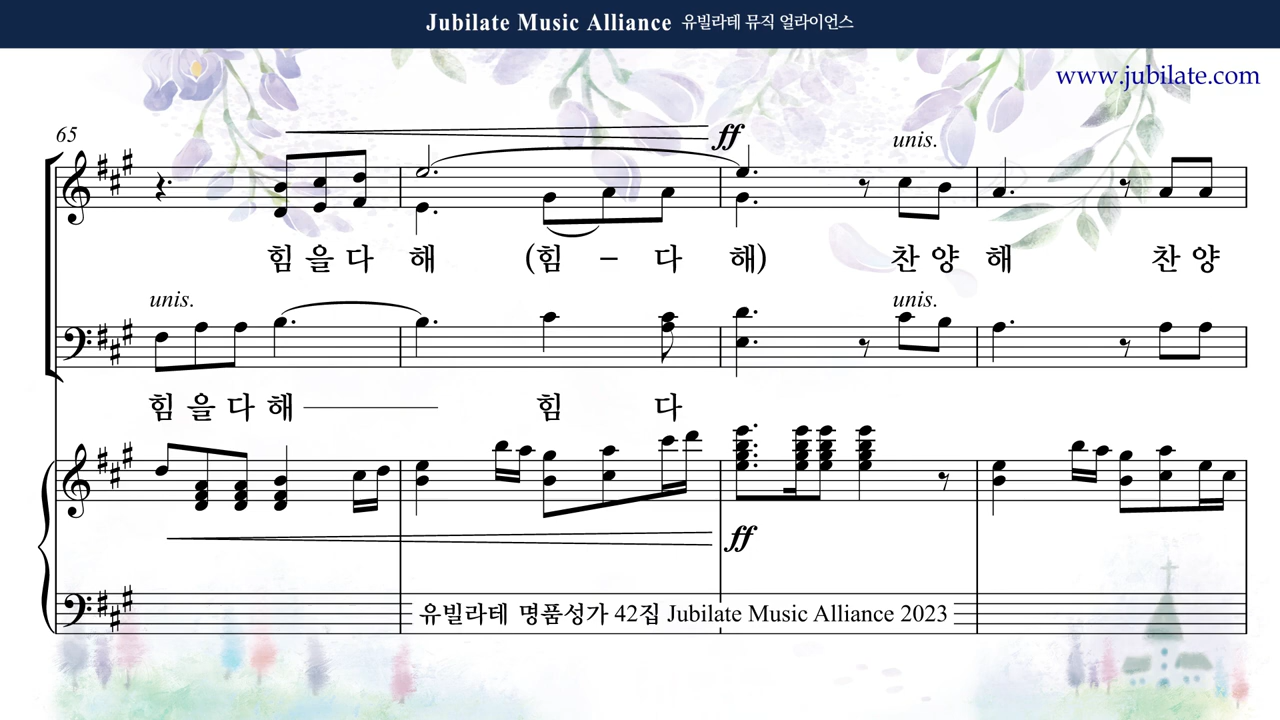 Jubilate Music Alliance 유빌라테 뮤직 얼라이언스
www.jubilate.com
65
ff
unis.
힘 을 다 해 (힘 – 다 해) 찬 양 해 찬 양
unis.
unis.
힘 을 다 해 힘 다
ff
유빌라테 명품성가 42집 Jubilate Music Alliance 2023